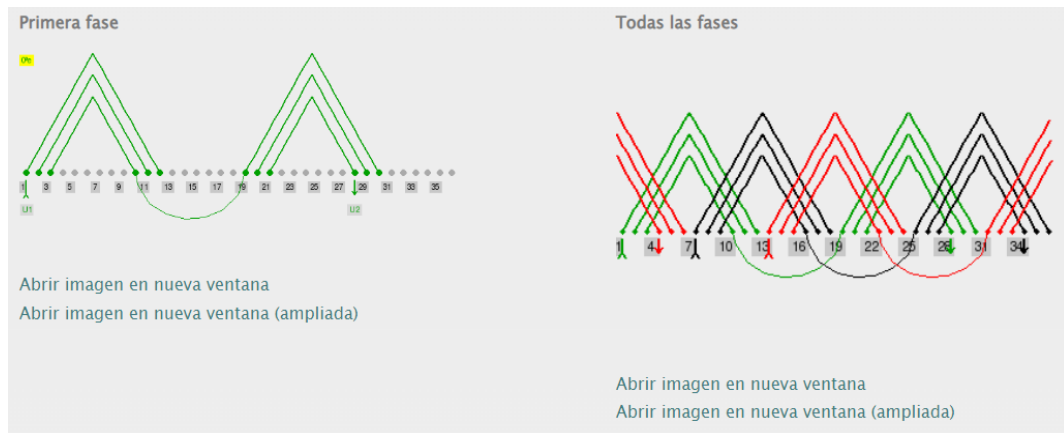 Primera fase
1 3 5 7 9 11 13 15 17 19 21 23 25 27 29 31 33 35
U1 U2
Abrir imagen en nueva ventana
Abrir imagen en nueva ventana (ampliada)
Todas las fases
1 4 7 10 13 16 19 22 25 28 31 34
Abrir imagen en nueva ventana
Abrir imagen en nueva ventana (ampliada)